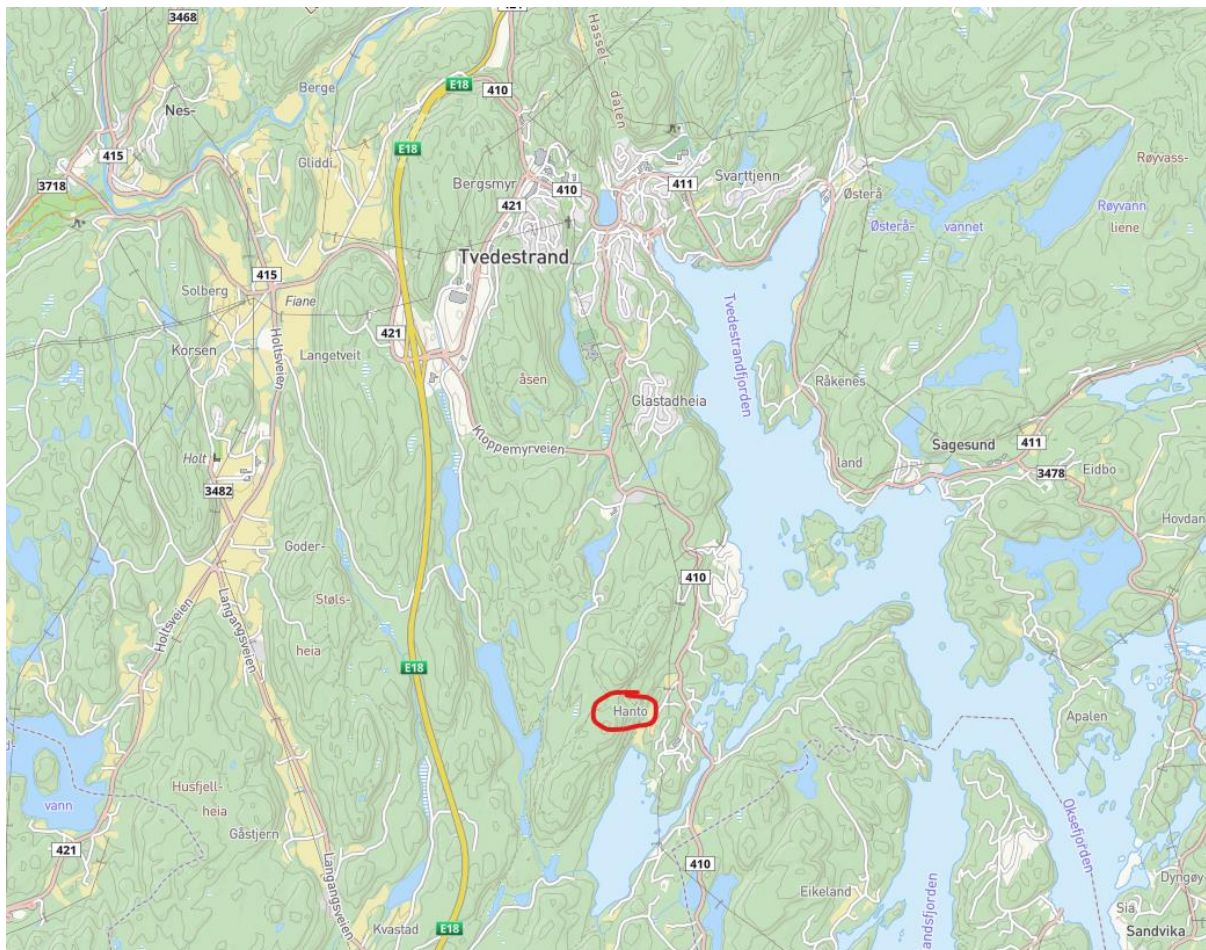 421
3468
Hassel-
dalen
Berge
E18
410
Nes-
415
E18
Gliddi
3718
Bergsmyr
410
411
Svarttjenn
421
Østerå
Røyvass-
Røyvann
liene
Østerå-
vannet
Tvedestrand
415
Solberg
Fiane
Tvedestrandfjorden
421
Holtsveien
Korsen
Langetveit
åsen
Råkenes
Glastadheia
Kloppemyrveien
Sagesund
411
Holt
land
3478
Eidbo
3482
Hovdan
Goder-
410
Støls-
Holtsveien
Langangsveien
heia
E18
Hanto
Apalen
d-
Husfjell-
vann
heia
Oksefjorden
Gåstjern
421
410
Langangsveien
Dyngøy
Eikeland
andsfjorden
Sia
Kvastad
E18
Sandvika